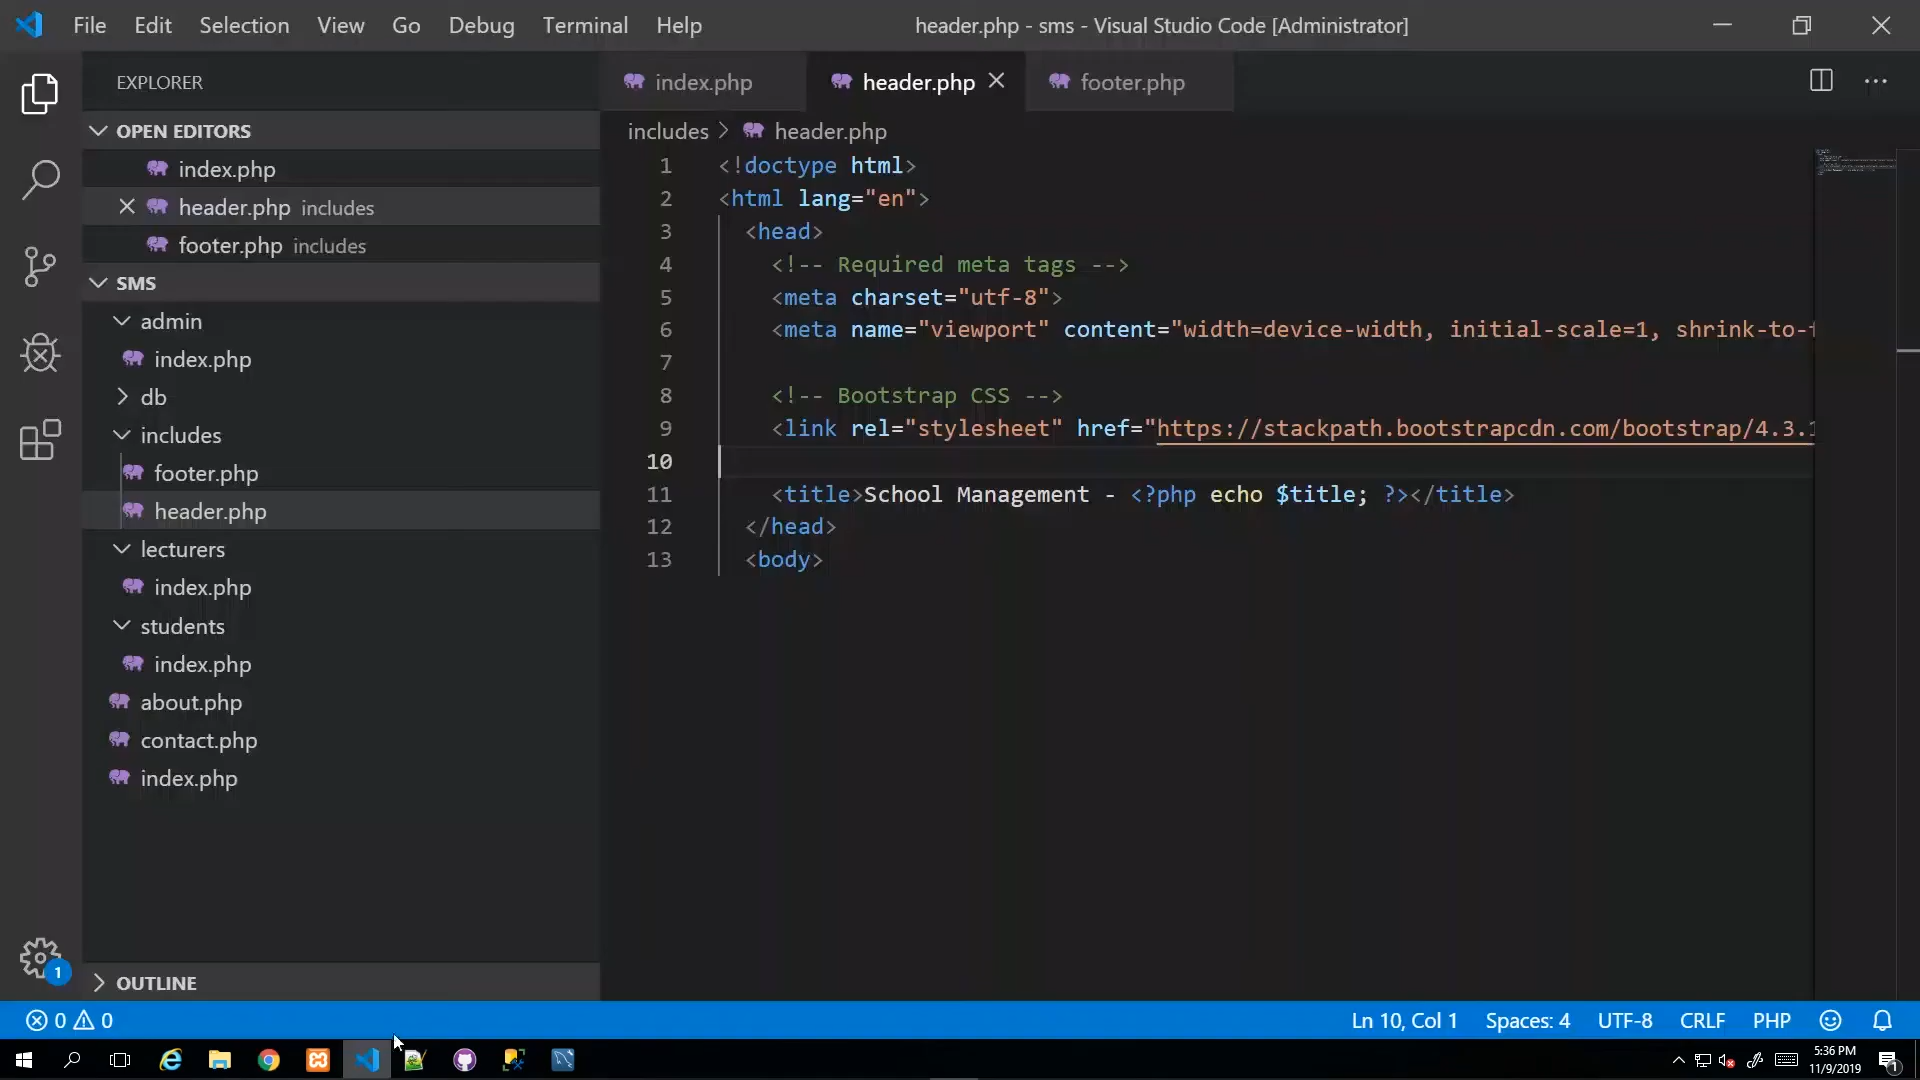 File Edit Selection View Go Debug Terminal Help
header.php - sms - Visual Studio Code [Administrator]
EXPLORER
OPEN EDITORS
index.php
header.php includes
footer.php includes
SMS
admin
index.php
db
includes
footer.php
header.php
lecturers
index.php
students
index.php
about.php
contact.php
index.php
OUTLINE
1
index.php
header.php
footer.php
includes > header.php
1 <!doctype html>
2 <html lang="en">
3 <head>
4 <!-- Required meta tags -->
5 <meta charset="utf-8">
6 <meta name="viewport" content="width=device-width, initial-scale=1, shrink-to-
7
8 <!-- Bootstrap CSS -->
9 <link rel="stylesheet" href="https://stackpath.bootstrapcdn.com/bootstrap/4.3.1
10
11 <title>School Management - <?php echo $title; ?></title>
12 </head>
13 <body>
0 0
Ln 10, Col 1 Spaces: 4 UTF-8 CRLF PHP
5:36 PM
11/9/2019
1